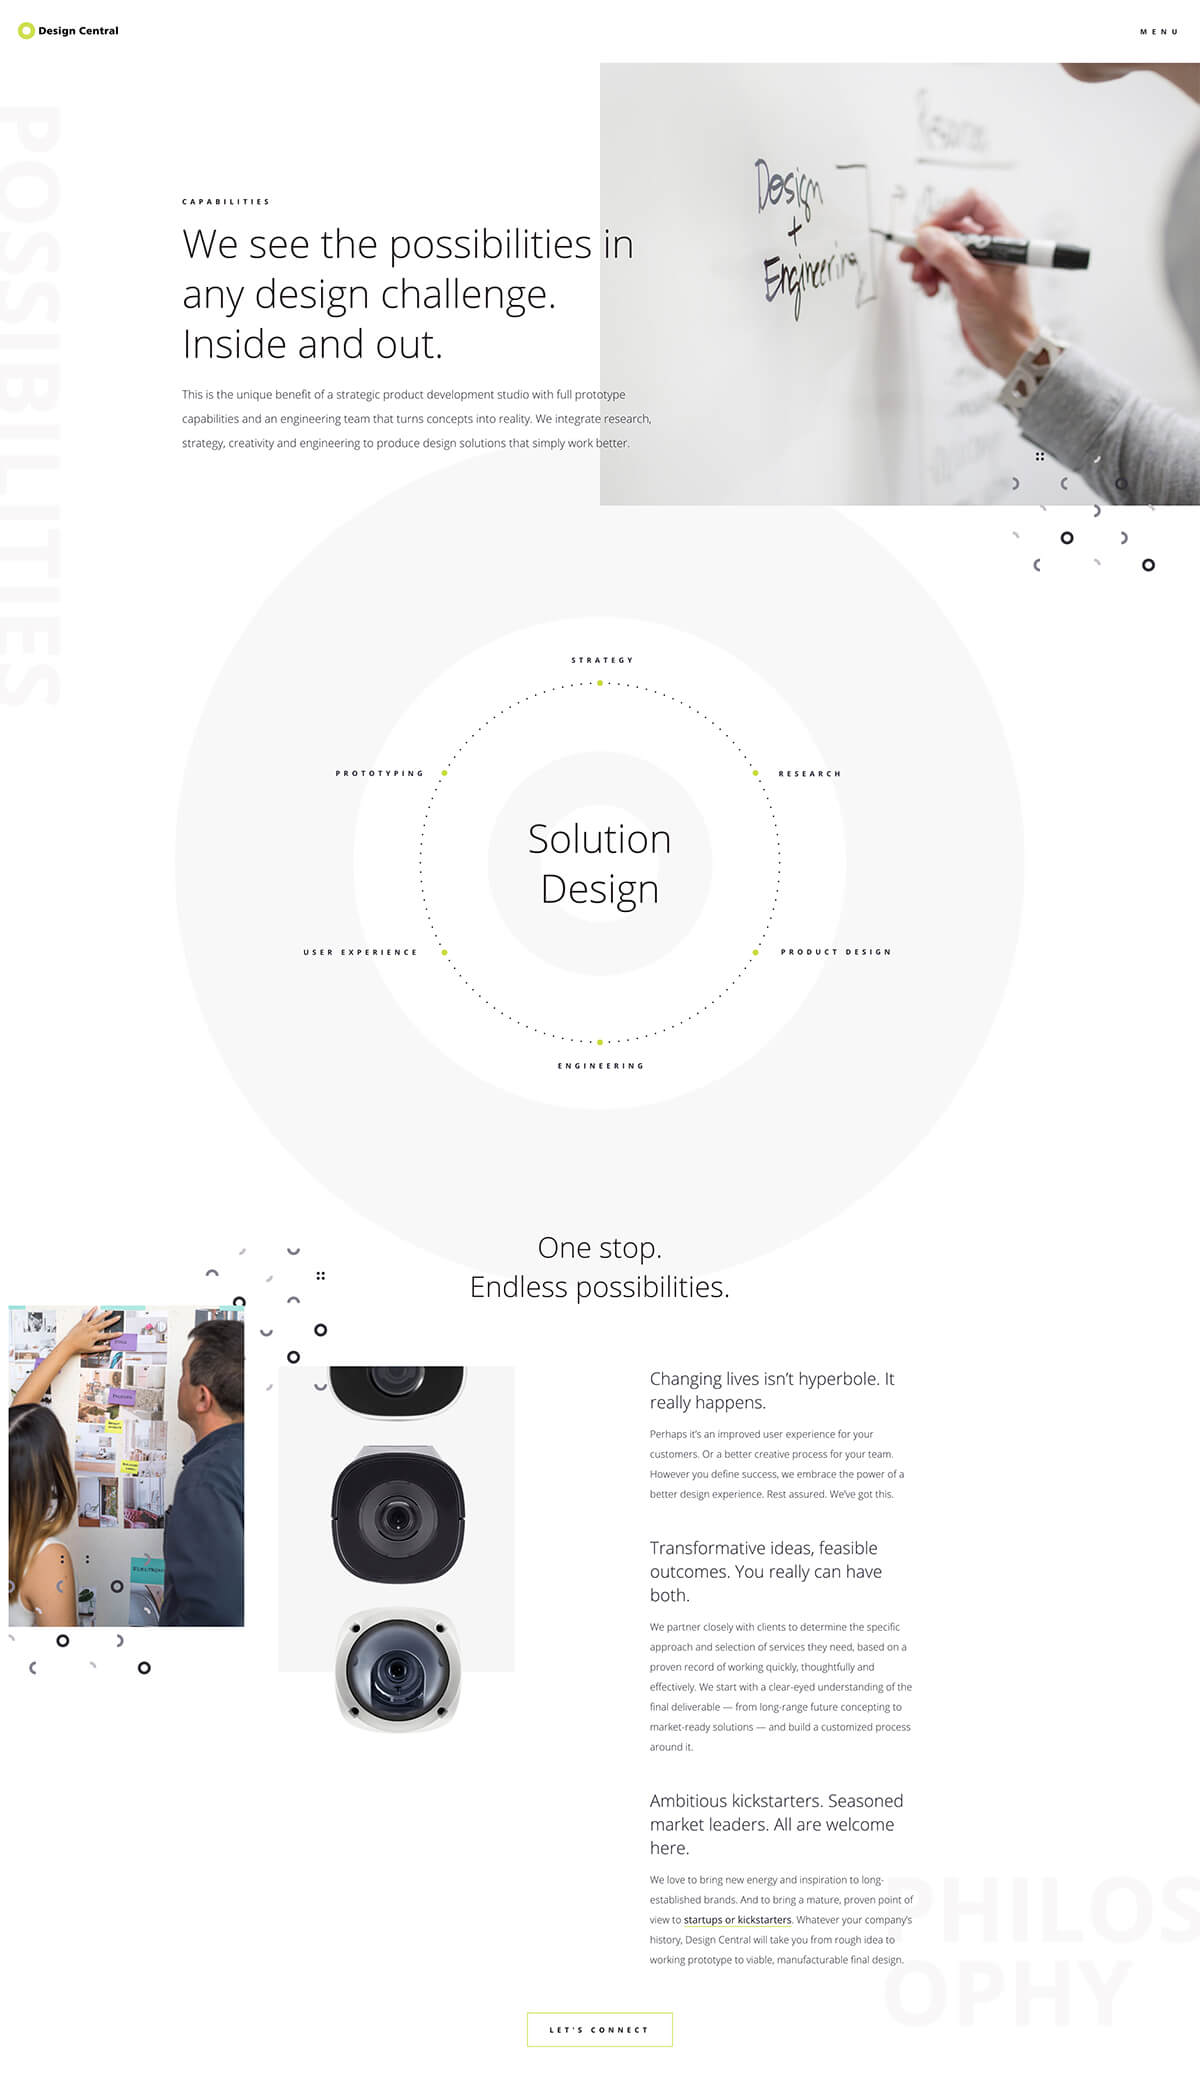 Design Central
MENU
POSSIBILITIES
CAPABILITIES
We see the possibilities in
any design challenge.
Inside and out.
This is the unique benefit of a strategic product development studio with full prototype
capabilities and an engineering team that turns concepts into reality. We integrate research,
strategy, creativity and engineering to produce design solutions that simply work better.
Design
+
Engineering
STRATEGY
PROTOTYPING
RESEARCH
Solution
Design
USER EXPERIENCE
PRODUCT DESIGN
ENGINEERING
One stop.
Endless possibilities.
Changing lives isn't hyperbole. It
really happens.
Perhaps it's an improved user experience for your
customers. Or a better creative process for your team.
However you define success, we embrace the power of a
better design experience. Rest assured. We've got this.
Transformative ideas, feasible
outcomes. You really can have
both.
We partner closely with clients to determine the specific
approach and selection of services they need, based on a
proven record of working quickly, thoughtfully and
effectively. We start with a clear-eyed understanding of the
final deliverable — from long-range future concepting to
market-ready solutions — and build a customized process
around it.
Ambitious kickstarters. Seasoned
market leaders. All are welcome
here.
We love to bring new energy and inspiration to long-
established brands. And to bring a mature, proven point of
view to startups or kickstarters. Whatever your company's
history, Design Central will take you from rough idea to
working prototype to viable, manufacturable final design.
PHILOS
OPHY
LET'S CONNECT